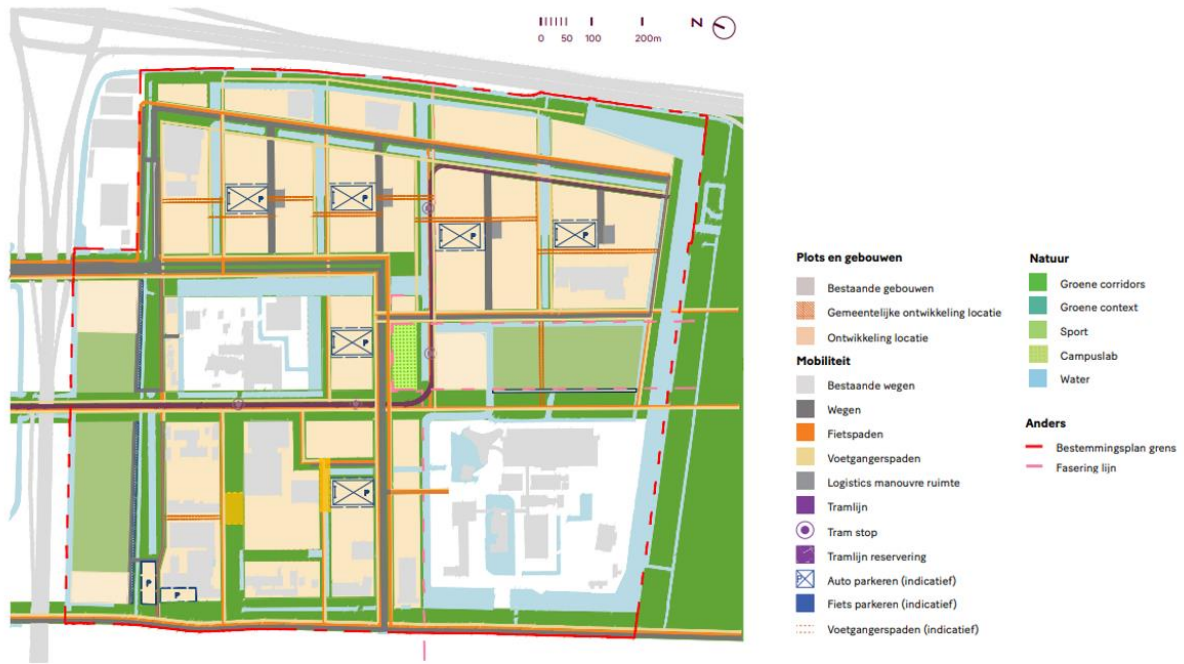 N
0 50 100 200m
P
P
P
P
P
P
P
P
Plots en gebouwen
Bestaande gebouwen
Gemeentelijke ontwikkeling locatie
Ontwikkeling locatie
Mobiliteit
Bestaande wegen
Wegen
Fietspaden
Voetgangerspaden
Logistics manouvre ruimte
Tramlijn
Tram stop
Tramlijn reservering
P
Auto parkeren (indicatief)
Fiets parkeren (indicatief)
Voetgangerspaden (indicatief)
Natuur
Groene corridors
Groene context
Sport
Campuslab
Water
Anders
Bestemmingsplan grens
Fasering lijn